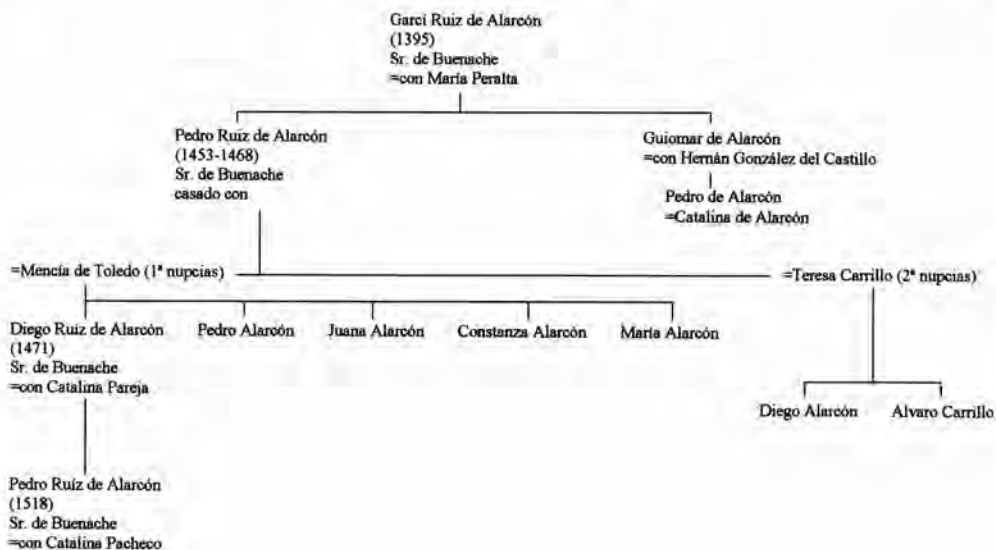 Garci Ruiz de Alarcón
(1395)
Sr. de Buenache
=con María Peralta
Pedro Ruiz de Alarcón
(1453-1468)
Sr. de Buenache
casado con
Guiomar de Alarcón
=con Hernán González del Castillo
Pedro de Alarcón
=Catalina de Alarcón
=Mencía de Toledo (1ª nupcias)
=Teresa Carrillo (2ª nupcias)
Diego Ruiz de Alarcón
(1471)
Sr. de Buenache
=con Catalina Pareja
Pedro Alarcón
Juana Alarcón
Constanza Alarcón
María Alarcón
Diego Alarcón
Alvaro Carrillo
Pedro Ruíz de Alarcón
(1518)
Sr. de Buenache
=con Catalina Pacheco